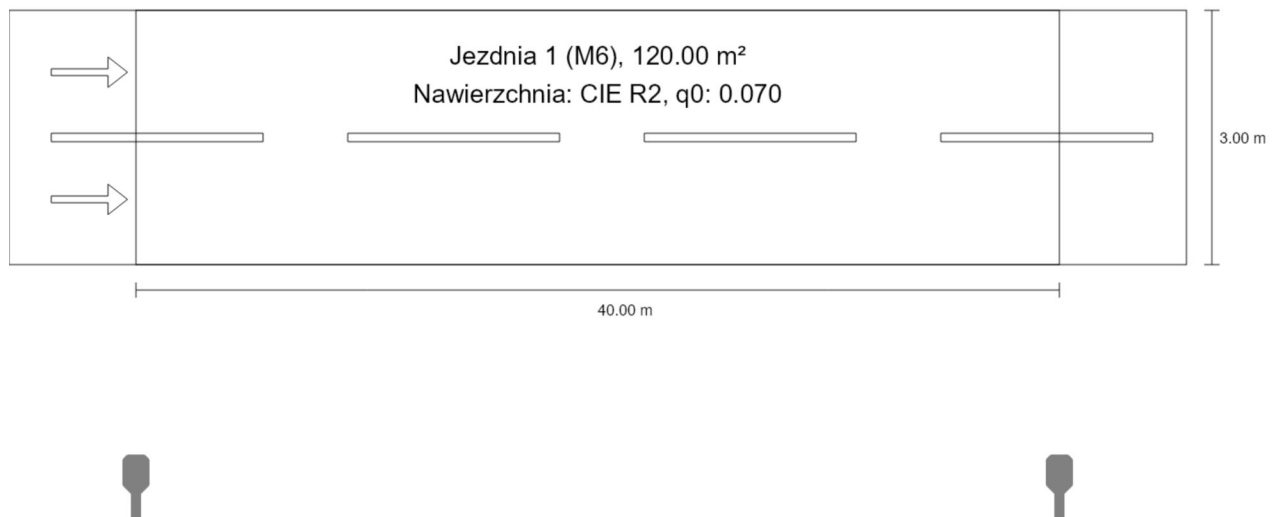 Jezdnia 1 (M6), 120.00 m²
Nawierzchnia: CIE R2, q0: 0.070
3.00 m
40.00 m